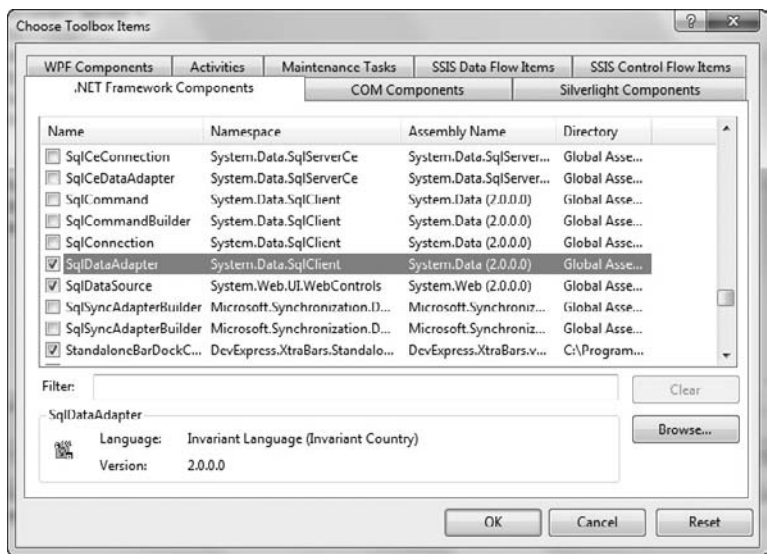 Choose Toolbox Items
WPF Components Activities Maintenance Tasks SSIS Data Flow Items SSIS Control Flow Items
.NET Framework Components COM Components Silverlight Components
Name Namespace Assembly Name Directory
SqlCeConnection System.Data.SqlServerCe System.Data.SqlServer... Global Asse...
SqlCeDataAdapter System.Data.SqlServerCe System.Data.SqlServer... Global Asse...
SqlCommand System.Data.SqlClient System.Data (2.0.0.0) Global Asse...
SqlCommandBuilder System.Data.SqlClient System.Data (2.0.0.0) Global Asse...
SqlConnection System.Data.SqlClient System.Data (2.0.0.0) Global Asse...
SqlDataAdapter System.Data.SqlClient System.Data (2.0.0.0) Global Asse...
SqlDataSource System.Web.UI.WebControls System.Web (2.0.0.0) Global Asse...
SqlSyncAdapterBuilder Microsoft.Synchronization.D... Microsoft.Synchroniz... Global Asse...
SqlSyncAdapterBuilder Microsoft.Synchronization.D... Microsoft.Synchroniz... Global Asse...
StandaloneBarDockC... DevExpress.XtraBars.Standalo... DevExpress.XtraBars.v... C:\Program...
Filter: Clear
SqlDataAdapter
Language: Invariant Language (Invariant Country) Browse...
Version: 2.0.0.0
OK Cancel Reset